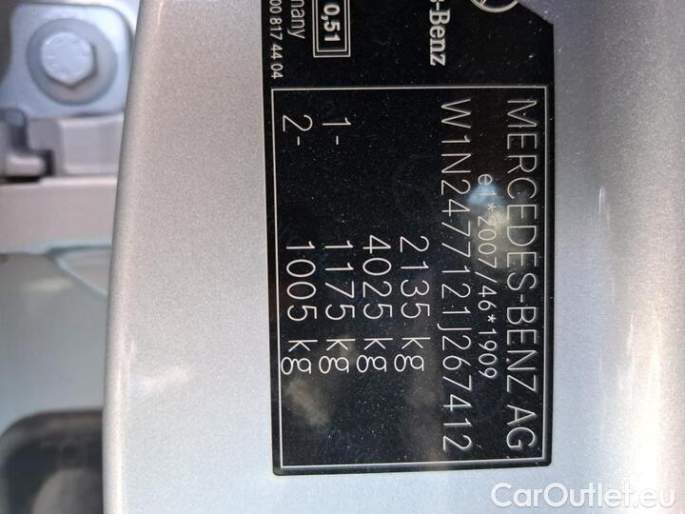 -Benz
MERCEDES-BENZ AG
e1*2007/46*1909
W1N2477121J267412
2135 kg
4025 kg
1- 1175 kg
2- 1005 kg
0,51
many
00 817 44 04
CarOutlet.eu